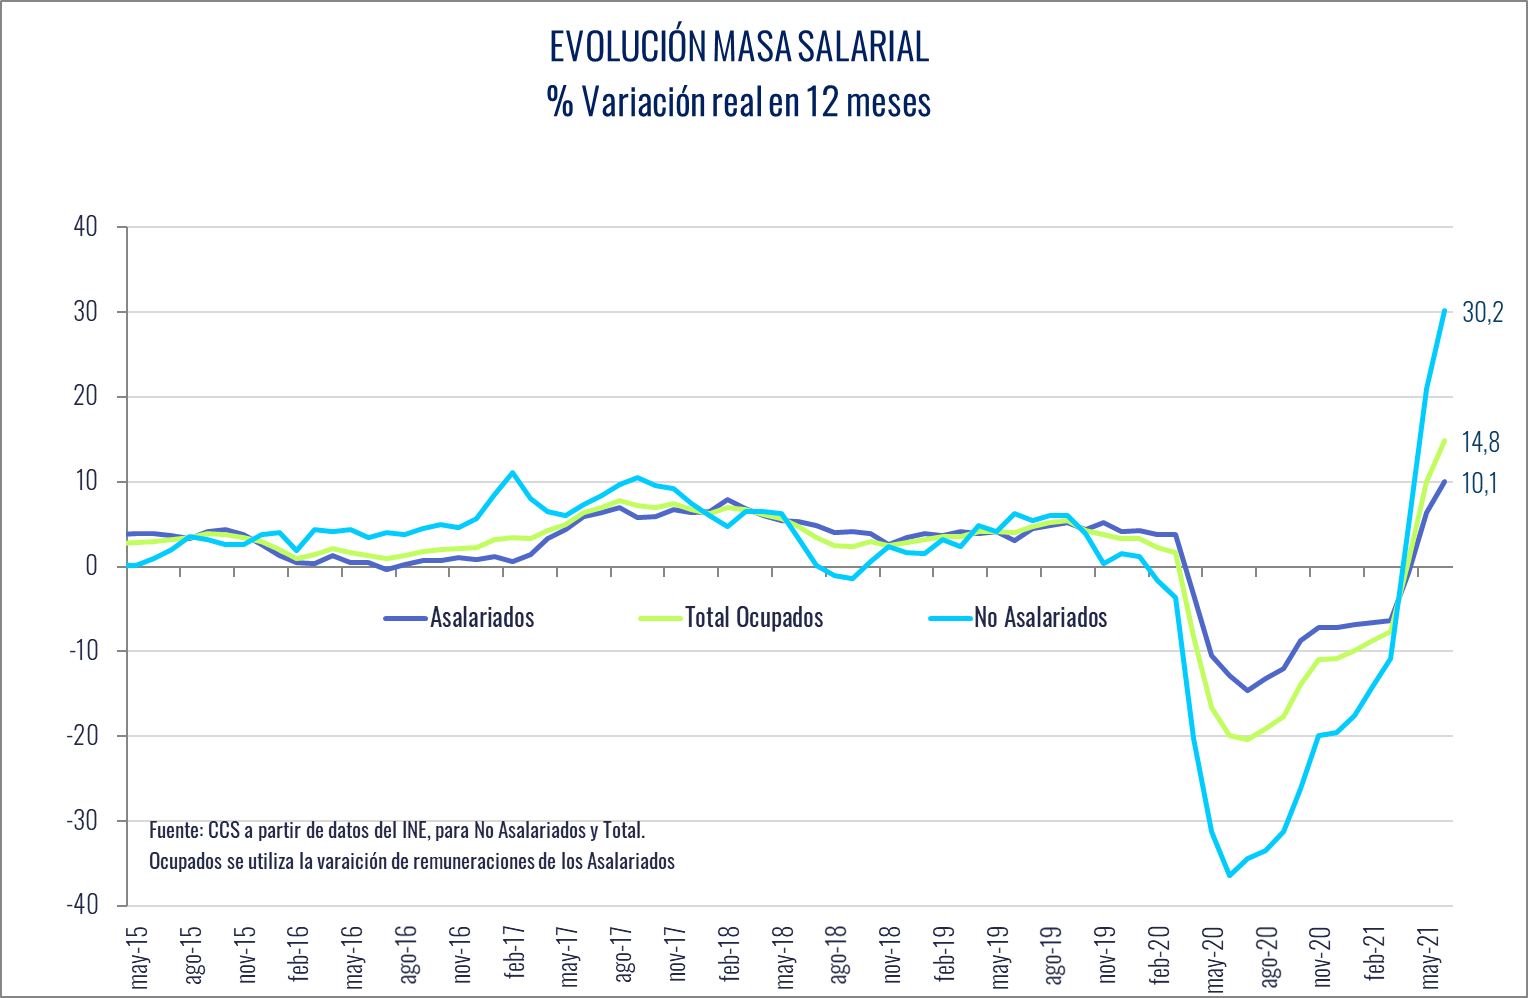 EVOLUCIÓN MASA SALARIAL
% Variación real en 12 meses
40
30
20
10
0
-10
-20
-30
-40
30,2
14,8
10,1
Asalariados Total Ocupados No Asalariados
Fuente: CCS a partir de datos del INE, para No Asalariados y Total.
Ocupados se utiliza la varaición de remuneraciones de los Asalariados
may-15 ago-15 nov-15 feb-16 may-16 ago-16 nov-16 feb-17 may-17 ago-17 nov-17 feb-18 may-18 ago-18 nov-18 feb-19 may-19 ago-19 nov-19 feb-20 may-20 ago-20 nov-20 feb-21 may-21